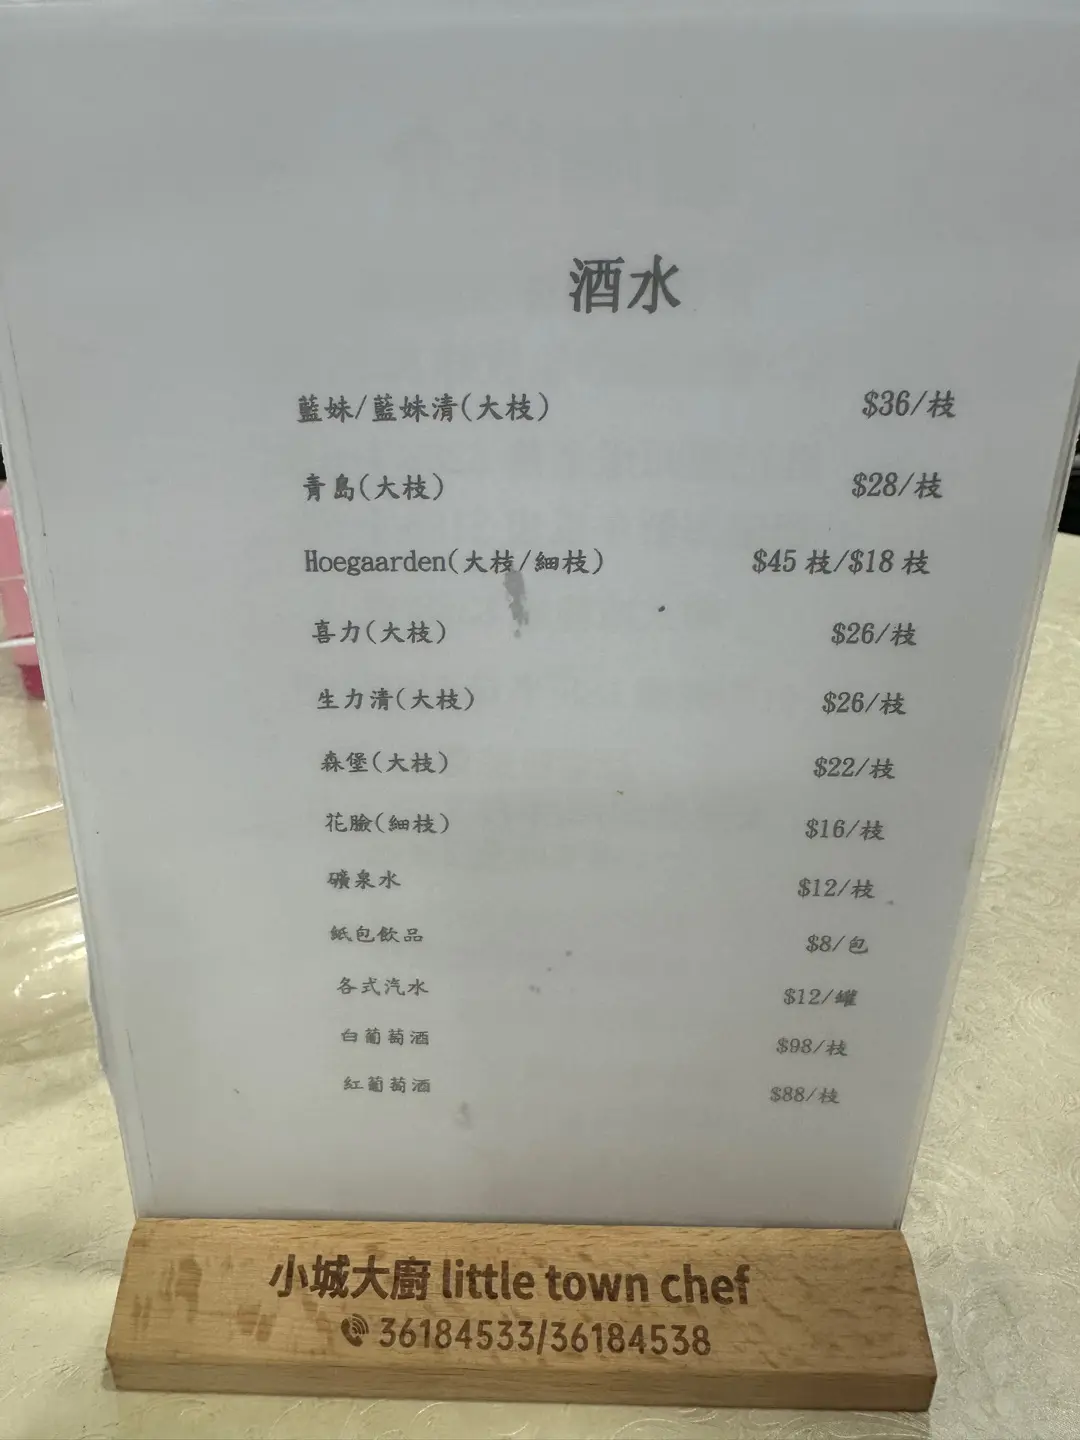 酒水
藍妹/藍妹清(大枝) $36/枝
青島(大枝) $28/枝
Hoegaarden(大枝/細枝) $45 枝/$18 枝
喜力(大枝) $26/枝
生力清(大枝) $26/枝
森堡(大枝) $22/枝
花臉(細枝) $16/枝
礦泉水 $12/枝
紙包飲品 $8/包
各式汽水 $12/罐
白葡萄酒 $98/枝
紅葡萄酒 $88/枝
小城大廚 little town chef
36184533/36184538